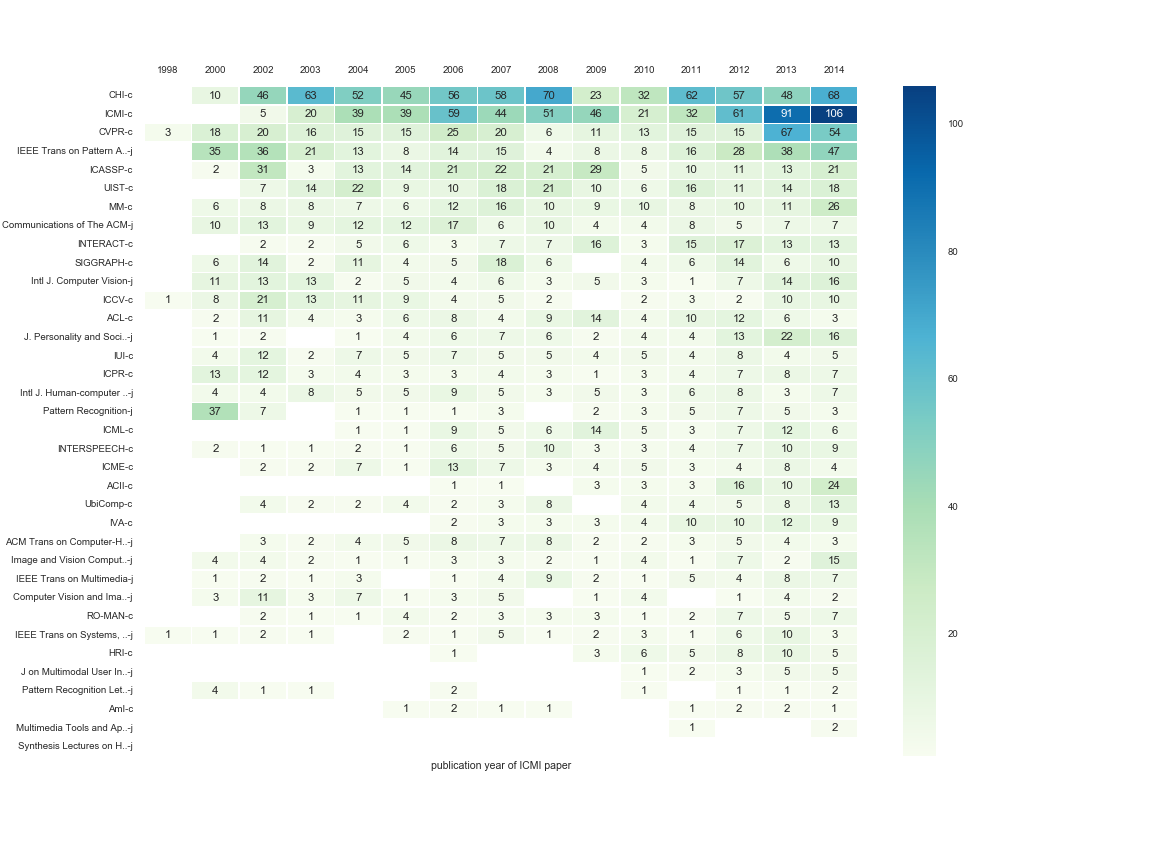 1998 2000 2002 2003 2004 2005 2006 2007 2008 2009 2010 2011 2012 2013 2014
CHI-c 10 46 63 52 45 56 58 70 23 32 62 57 48 68
ICMI-c 5 20 39 39 59 44 51 46 21 32 61 91 106
CVPR-c 3 18 20 16 15 15 25 20 6 11 13 15 15 67 54
IEEE Trans on Pattern A..-j 35 36 21 13 8 14 15 4 8 8 16 28 38 47
ICASSP-c 2 31 3 13 14 21 22 21 29 5 10 11 13 21
UIST-c 7 14 22 9 10 18 21 10 6 16 11 14 18
MM-c 6 8 8 7 6 12 16 10 9 10 8 10 11 26
Communications of The ACM-j 10 13 9 12 12 17 6 10 4 4 8 5 7 7
INTERACT-c 2 2 5 6 3 7 7 16 3 15 17 13 13
SIGGRAPH-c 6 14 2 11 4 5 18 6 4 6 14 6 10
Intl J. Computer Vision-j 11 13 13 2 5 4 6 3 5 3 1 7 14 16
ICCV-c 1 8 21 13 11 9 4 5 2 2 3 2 10 10
ACL-c 2 11 4 3 6 8 4 9 14 4 10 12 6 3
J. Personality and Soci..-j 1 2 1 4 6 7 6 2 4 4 13 22 16
IUI-c 4 12 2 7 5 7 5 5 4 5 4 8 4 5
ICPR-c 13 12 3 4 3 3 4 3 1 3 4 7 8 7
Intl J. Human-computer ..-j 4 4 8 5 5 9 5 3 5 3 6 8 3 7
Pattern Recognition-j 37 7 1 1 1 3 2 3 5 7 5 3
ICML-c 1 1 9 5 6 14 5 3 7 12 6
INTERSPEECH-c 2 1 1 2 1 6 5 10 3 3 4 7 10 9
ICME-c 2 2 7 1 13 7 3 4 5 3 4 8 4
ACII-c 1 1 3 3 3 16 10 24
UbiComp-c 4 2 2 4 2 3 8 4 4 5 8 13
IVA-c 2 3 3 3 4 10 10 12 9
ACM Trans on Computer-H..-j 3 2 4 5 8 7 8 2 2 3 5 4 3
Image and Vision Comput..-j 4 4 2 1 1 3 3 2 1 4 1 7 2 15
IEEE Trans on Multimedia-j 1 2 1 3 1 4 9 2 1 5 4 8 7
Computer Vision and Ima..-j 3 11 3 7 1 3 5 1 4 1 4 2
RO-MAN-c 2 1 1 4 2 3 3 3 1 2 7 5 7
IEEE Trans on Systems, ..-j 1 1 2 1 2 1 5 1 2 3 1 6 10 3
HRI-c 1 3 6 5 8 10 5
J on Multimodal User In..-j 1 2 3 5 5
Pattern Recognition Let..-j 4 1 1 2 1 1 1 2
AmI-c 1 2 1 1 1 2 2 1
Multimedia Tools and Ap..-j 1 2
Synthesis Lectures on H..-j
publication year of ICMI paper
100
80
60
40
20